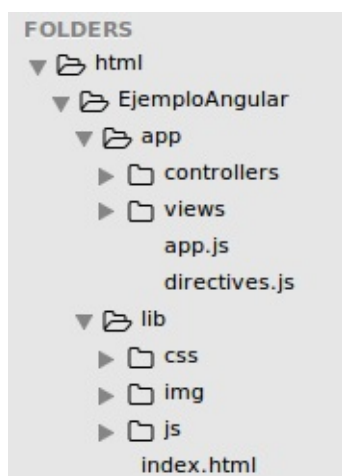 FOLDERS
html
EjemploAngular
app
controllers
views
app.js
directives.js
lib
css
img
js
index.html